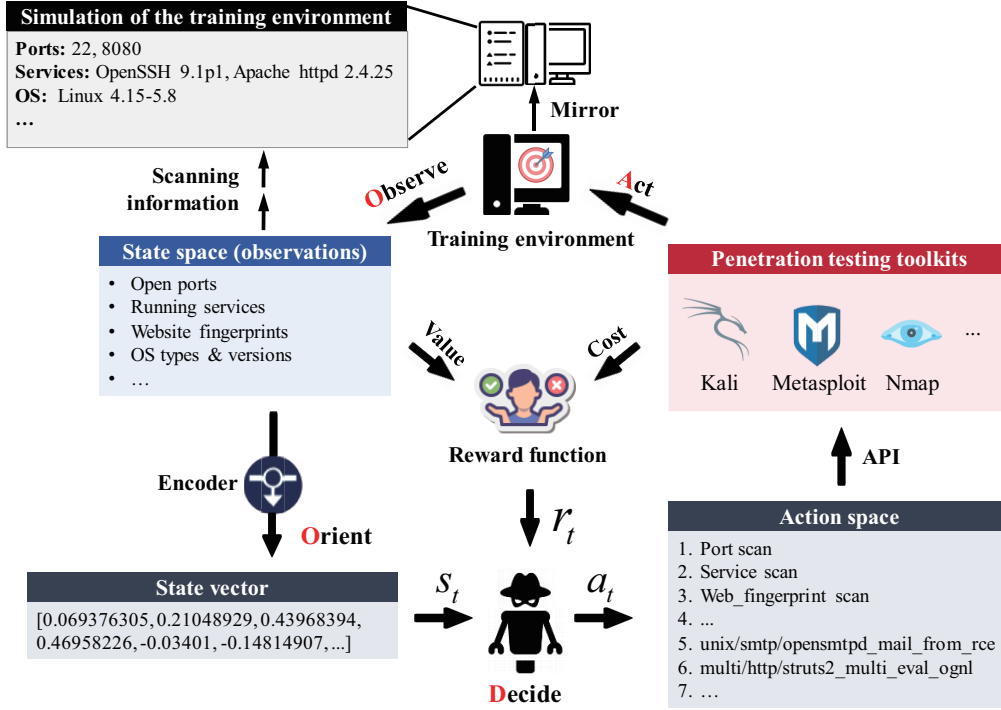 Simulation of the training environment
Ports: 22, 8080
Services: OpenSSH 9.1p1, Apache httpd 2.4.25
OS: Linux 4.15-5.8
...
Mirror
Scanning
information
Observe
Act
Training environment
State space (observations)
• Open ports
• Running services
• Website fingerprints
• OS types & versions
• ...
Penetration testing toolkits
Kali
Metasploit
Nmap
...
Value
Cost
Reward function
Encoder
Orient
API
r_t
State vector
[0.069376305, 0.21048929, 0.43968394,
0.46958226, -0.03401, -0.14814907, ...]
s_t
a_t
Decide
Action space
1. Port scan
2. Service scan
3. Web_fingerprint scan
4. ...
5. unix/smtp/opensmtpd_mail_from_rce
6. multi/http/struts2_multi_eval_ognl
7. ...